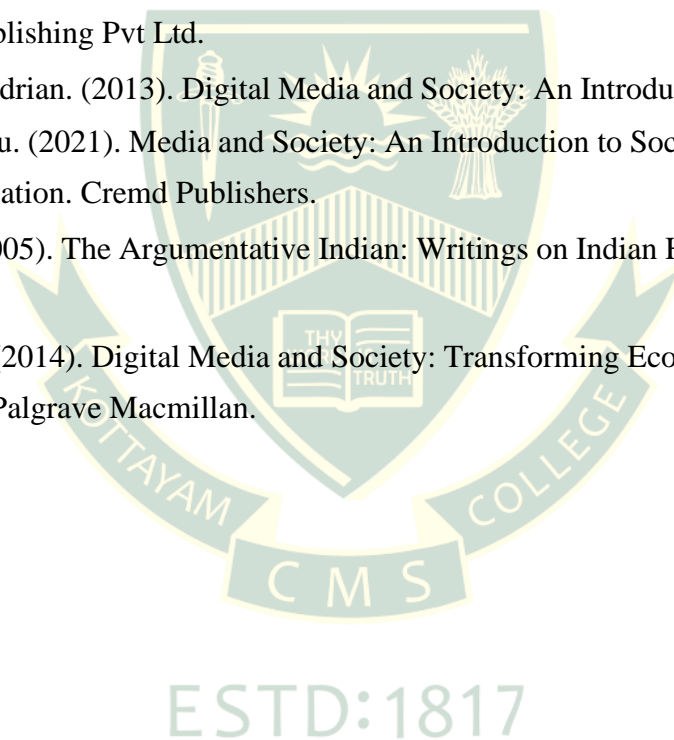 blishing Pvt Ltd.
drian. (2013). Digital Media and Society: An Introdu
u. (2021). Media and Society: An Introduction to Soc
ation. Cremd Publishers.
005). The Argumentative Indian: Writings on Indian H
(2014). Digital Media and Society: Transforming Eco
Palgrave Macmillan.
THY
TRUTH
KOTTAYAM
COLLEGE
CMS
ESTD:1817